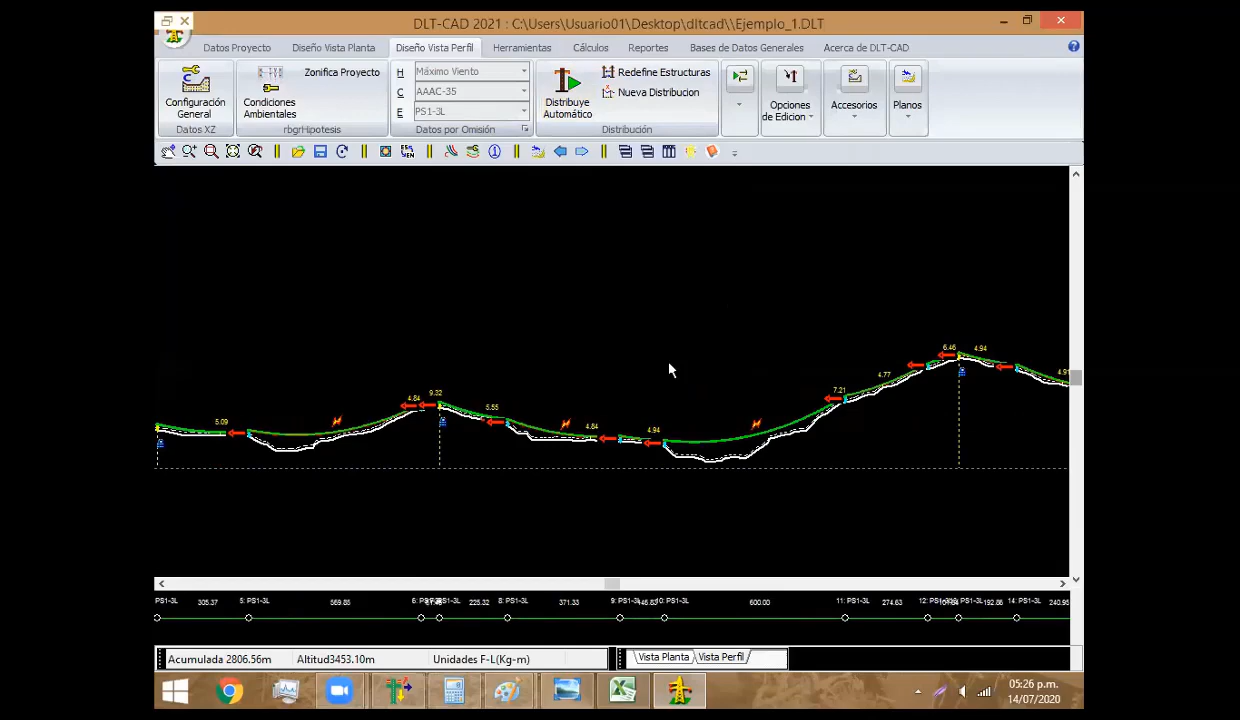 DLT-CAD 2021 : C:\Users\Usuario01\Desktop\dltcad\\Ejemplo_1.DLT
Datos Proyecto Diseño Vista Planta Diseño Vista Perfil Herramientas Cálculos Reportes Bases de Datos Generales Acerca de DLT-CAD
Configuración General
Datos XZ
Zonifica Proyecto
Condiciones Ambientales
rbgrHipotesis
H Máximo Viento
C AAAC-35
E PS1-3L
Datos por Omisión
Distribuye Automático
Redefine Estructuras
Nueva Distribucion
Distribución
Opciones de Edicion
Accesorios
Planos
5.09 4.84 9.32 5.55 4.84 4.94 7.21 4.77 6.46 4.94
PS1-3L 305.37 5: PS1-3L 569.85 225.32 8: PS1-3L 371.33 600.00 11: PS1-3L 274.63 192.86 14: PS1-3L 240.95
Acumulada 2806.56m Altitud3453.10m Unidades F-L(Kg-m) Vista Planta Vista Perfil
05:26 p.m.
14/07/2020